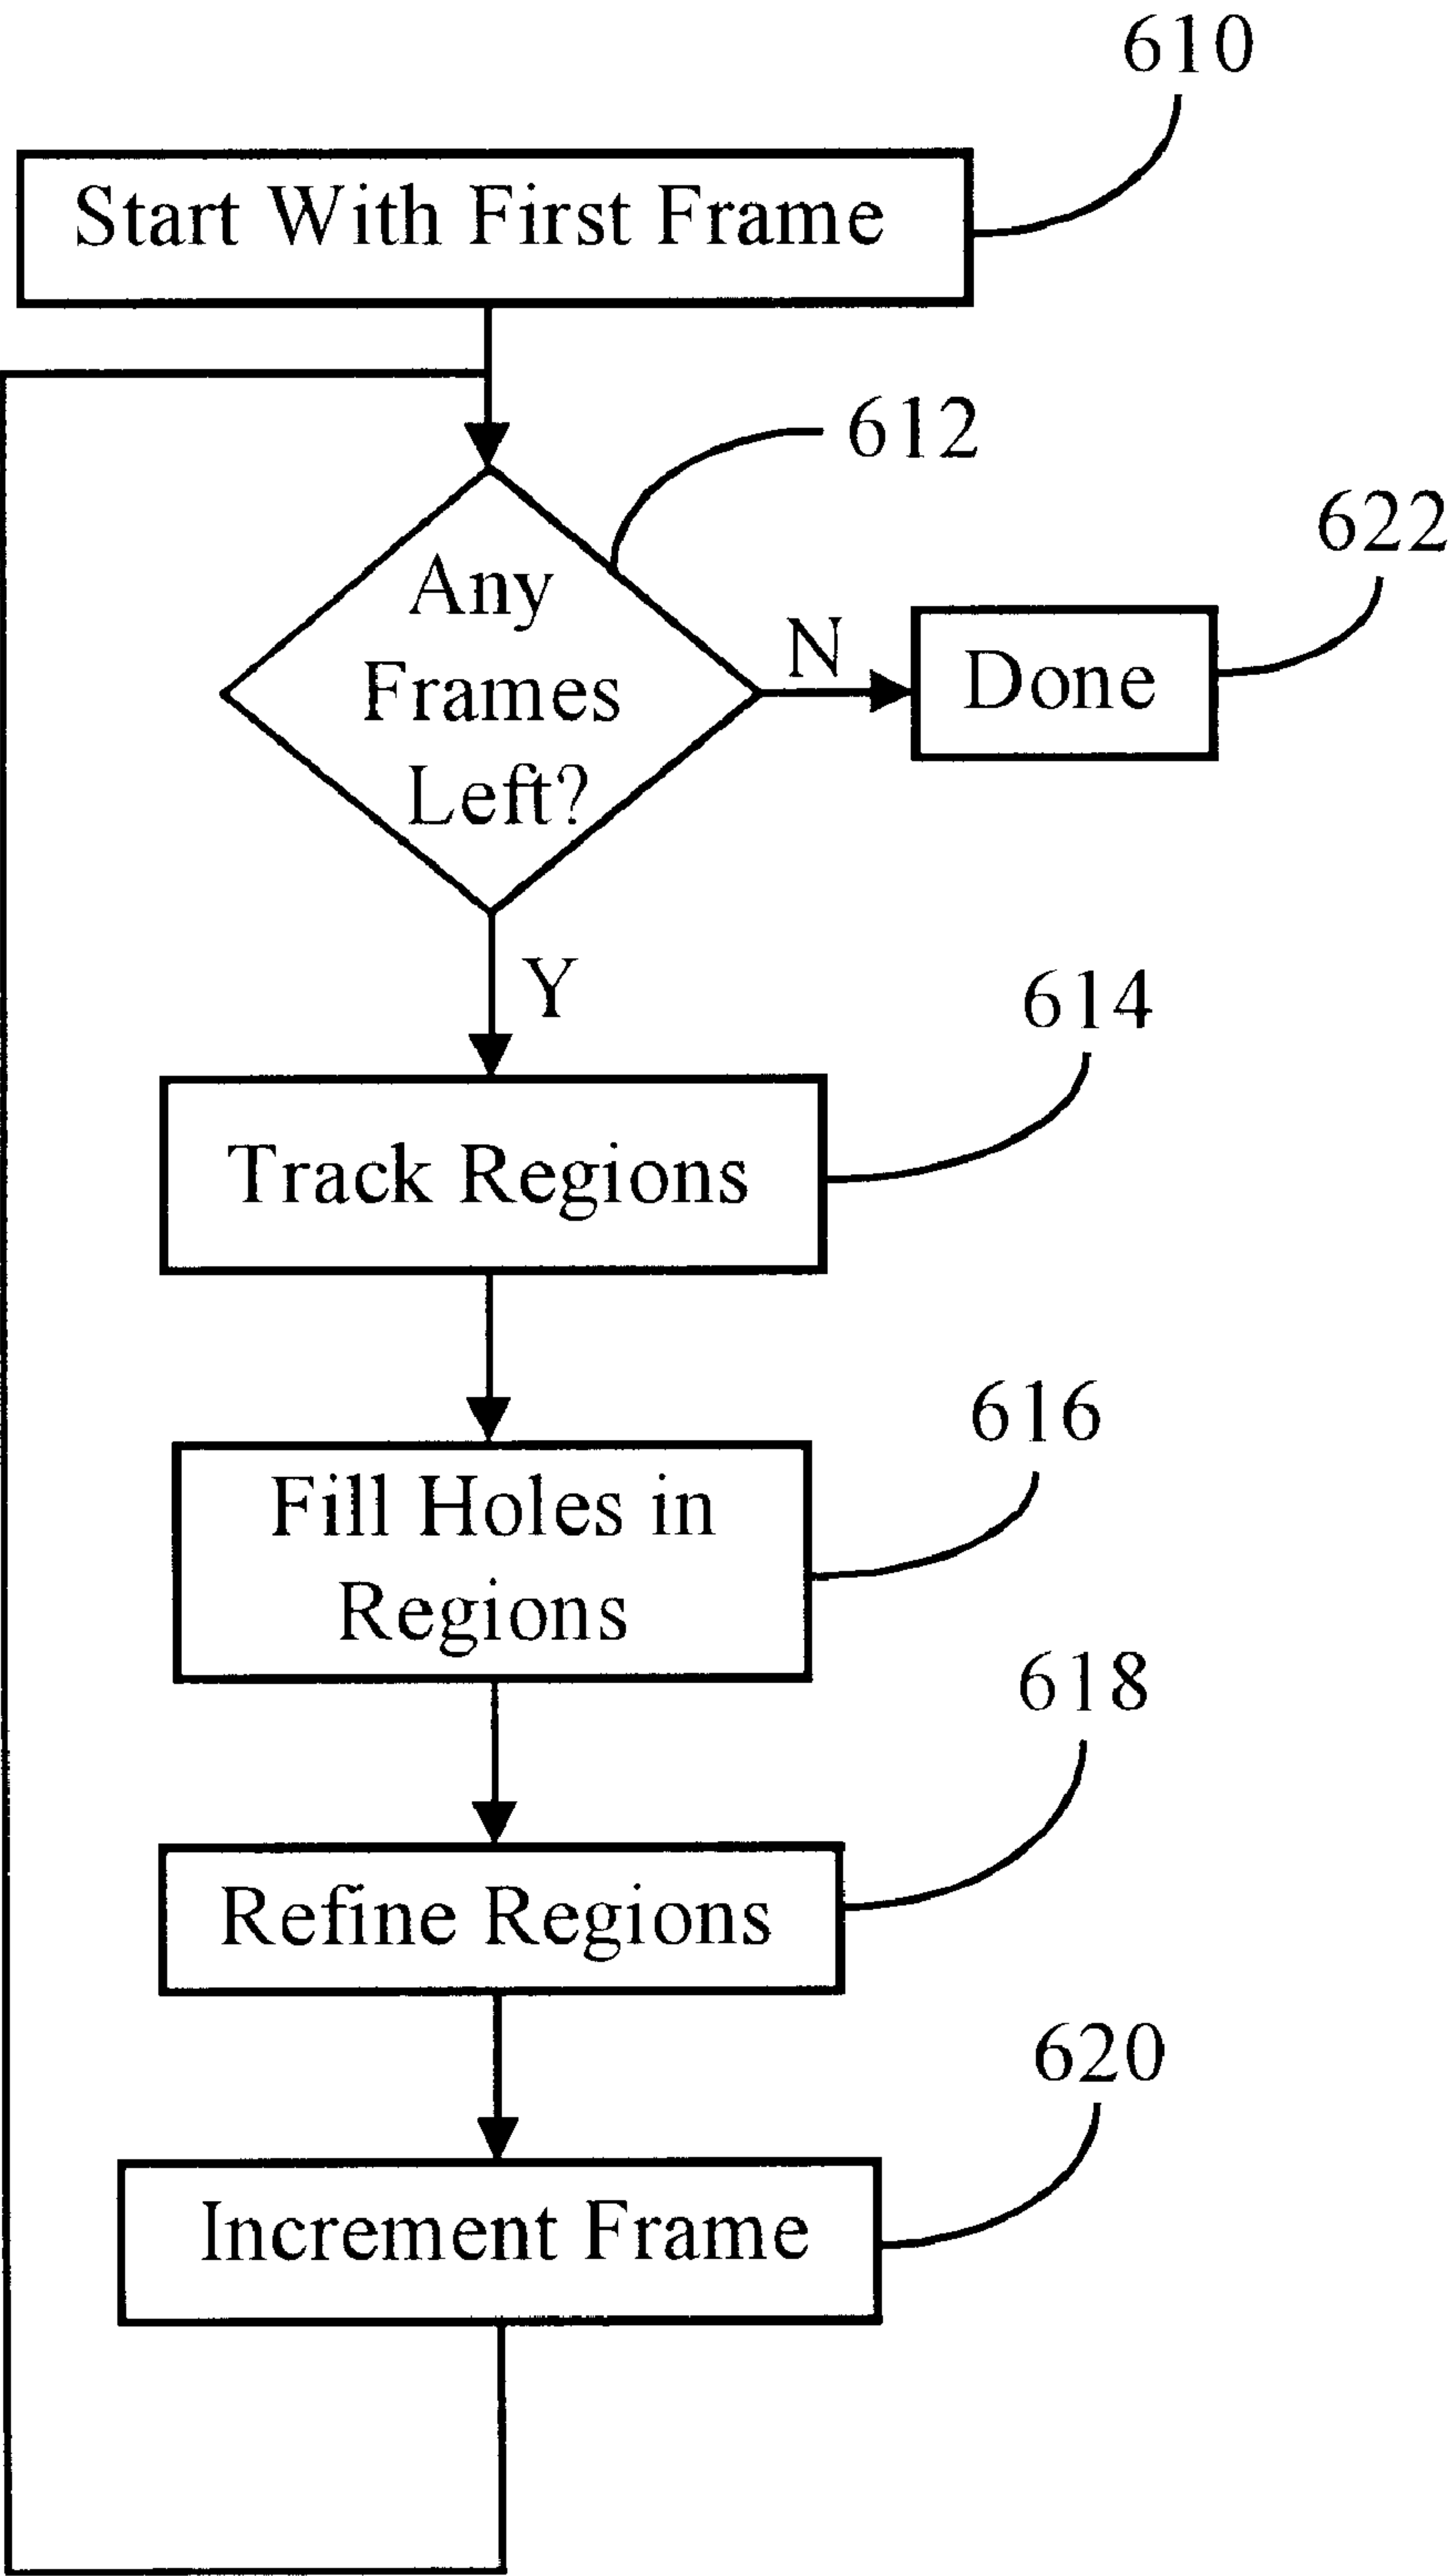 610
Start With First Frame
612
Any
Frames
Left?
N
622
Done
Y
614
Track Regions
616
Fill Holes in
Regions
618
Refine Regions
620
Increment Frame